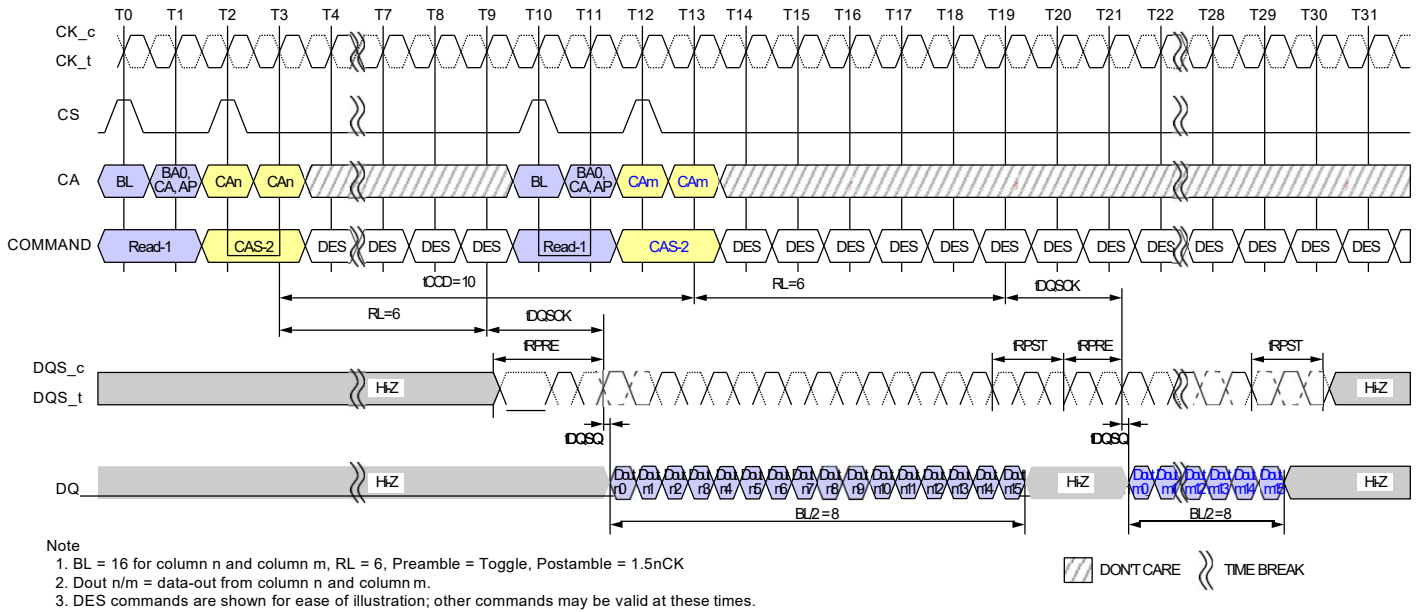 T0 T1 T2 T3 T4 T7 T8 T9 T10 T11 T12 T13 T14 T15 T16 T17 T18 T19 T20 T21 T22 T28 T29 T30 T31
CK_c
CK_t
CS
CA
BL
BA0,
CA, AP
CAn
CAn
BL
BA0,
CA, AP
CAm
CAm
COMMAND
Read-1
CAS-2
DES
DES
DES
DES
Read-1
CAS-2
DES
DES
DES
DES
DES
DES
DES
DES
DES
DES
DES
DES
DES
tCCD = 10
RL=6
tDQSCK
RL=6
tDQSCK
tRPRE
tRPST
tRPRE
tRPST
DQS_c
DQS_t
Hi-Z
Hi-Z
tDQSQ
tDQSQ
DQ
Hi-Z
Dout n0
Dout n1
Dout n2
Dout n3
Dout n4
Dout n5
Dout n6
Dout n7
Dout n8
Dout n9
Dout n10
Dout n11
Dout n12
Dout n13
Dout n14
Dout n15
Hi-Z
Dout m0
Dout m1
Dout m12
Dout m13
Dout m14
Dout m15
Hi-Z
BL/2 = 8
BL/2 = 8
Note
1. BL = 16 for column n and column m, RL = 6, Preamble = Toggle, Postamble = 1.5nCK
2. Dout n/m = data-out from column n and column m.
3. DES commands are shown for ease of illustration; other commands may be valid at these times.
DON'T CARE
TIME BREAK